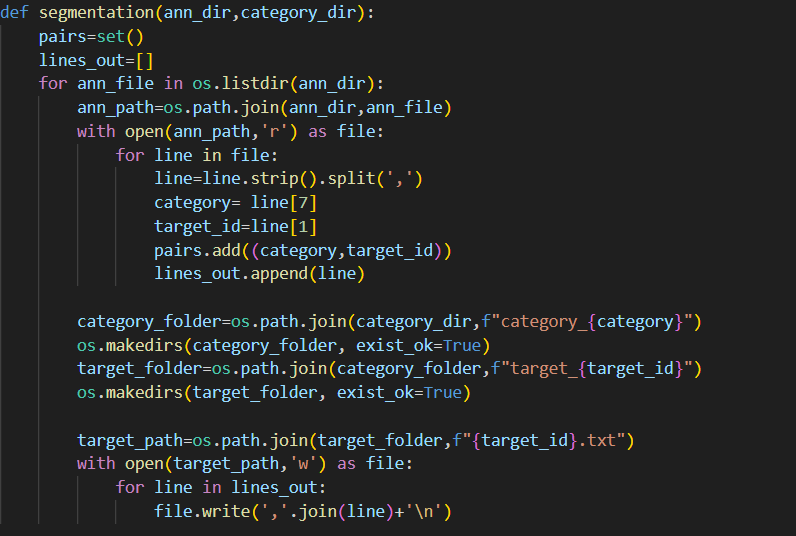 def segmentation(ann_dir,category_dir):
    pairs=set()
    lines_out=[]
    for ann_file in os.listdir(ann_dir):
        ann_path=os.path.join(ann_dir,ann_file)
        with open(ann_path,'r') as file:
            for line in file:
                line=line.strip().split(',')
                category= line[7]
                target_id=line[1]
                pairs.add((category,target_id))
                lines_out.append(line)

        category_folder=os.path.join(category_dir,f"category_{category}")
        os.makedirs(category_folder, exist_ok=True)
        target_folder=os.path.join(category_folder,f"target_{target_id}")
        os.makedirs(target_folder, exist_ok=True)

        target_path=os.path.join(target_folder,f"{target_id}.txt")
        with open(target_path,'w') as file:
            for line in lines_out:
                file.write(','.join(line)+'\n')